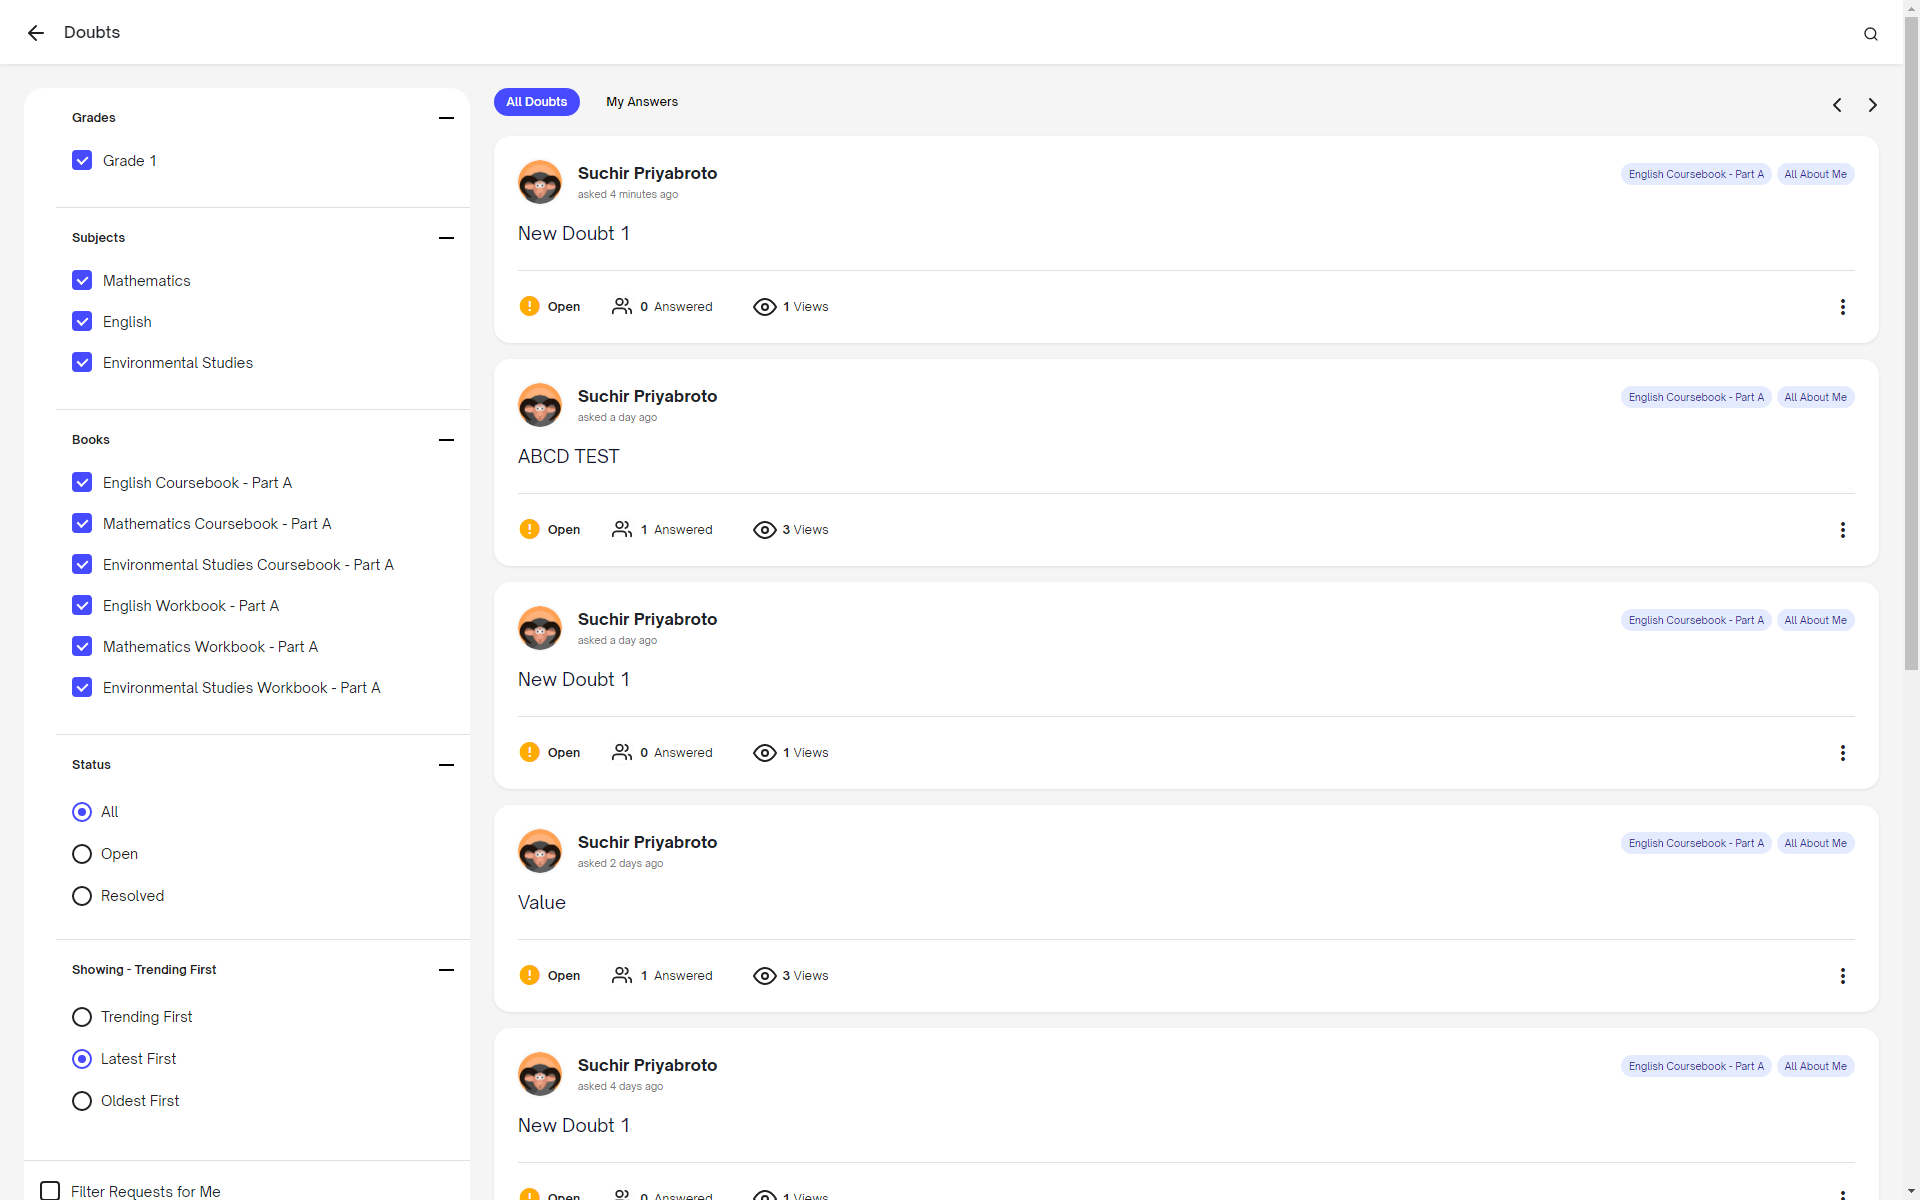 Doubts
Grades
Grade 1
Subjects
Mathematics
English
Environmental Studies
Books
English Coursebook - Part A
Mathematics Coursebook - Part A
Environmental Studies Coursebook - Part A
English Workbook - Part A
Mathematics Workbook - Part A
Environmental Studies Workbook - Part A
Status
All
Open
Resolved
Showing - Trending First
Trending First
Latest First
Oldest First
Filter Requests for Me
All Doubts My Answers
Suchir Priyabroto English Coursebook - Part A All About Me
asked 4 minutes ago
New Doubt 1
Open 0 Answered 1 Views
Suchir Priyabroto English Coursebook - Part A All About Me
asked a day ago
ABCD TEST
Open 1 Answered 3 Views
Suchir Priyabroto English Coursebook - Part A All About Me
asked a day ago
New Doubt 1
Open 0 Answered 1 Views
Suchir Priyabroto English Coursebook - Part A All About Me
asked 2 days ago
Value
Open 1 Answered 3 Views
Suchir Priyabroto English Coursebook - Part A All About Me
asked 4 days ago
New Doubt 1
Open 0 Answered 1 Views